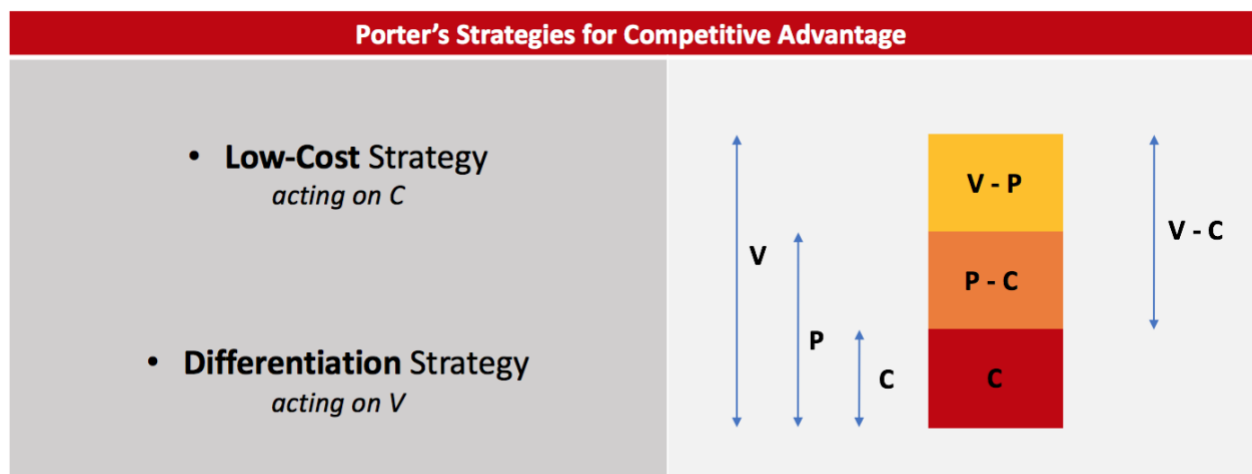 Porter's Strategies for Competitive Advantage
• Low-Cost Strategy
acting on C
• Differentiation Strategy
acting on V
V
P
C
V - P
P - C
C
V - C